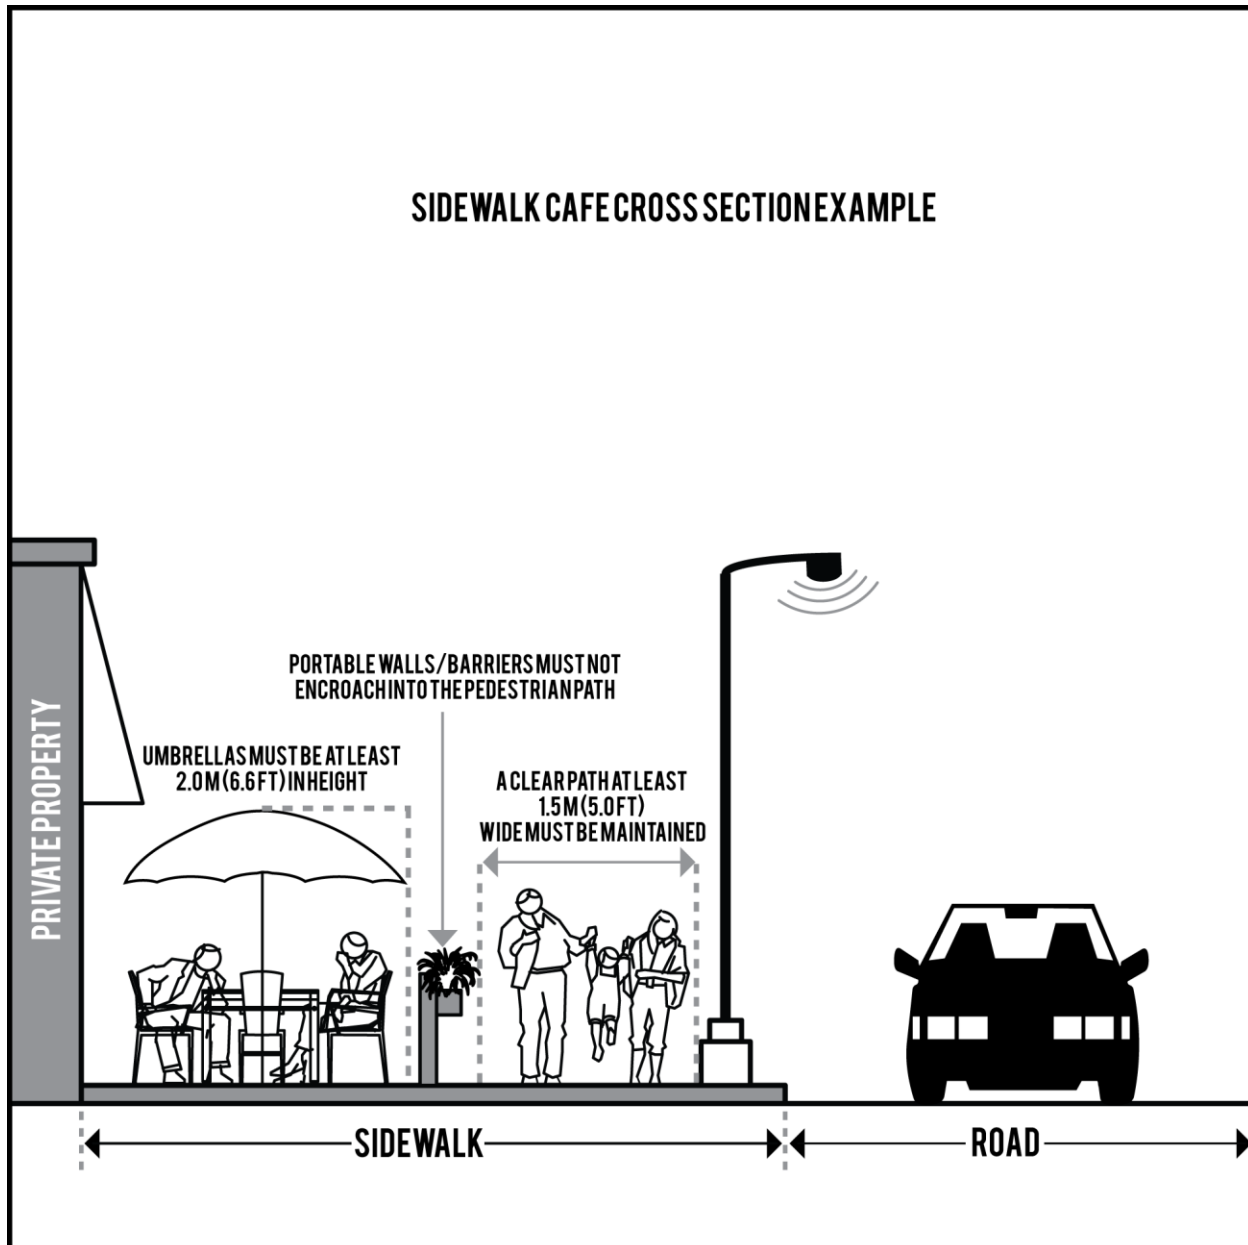 SIDEWALK CAFE CROSS SECTION EXAMPLE
PORTABLE WALLS/BARRIERS MUST NOT
ENCROACH INTO THE PEDESTRIAN PATH
UMBRELLAS MUST BE AT LEAST
2.0M (6.6FT) IN HEIGHT
A CLEAR PATH AT LEAST
1.5M (5.0FT)
WIDE MUST BE MAINTAINED
PRIVATE PROPERTY
SIDEWALK
ROAD